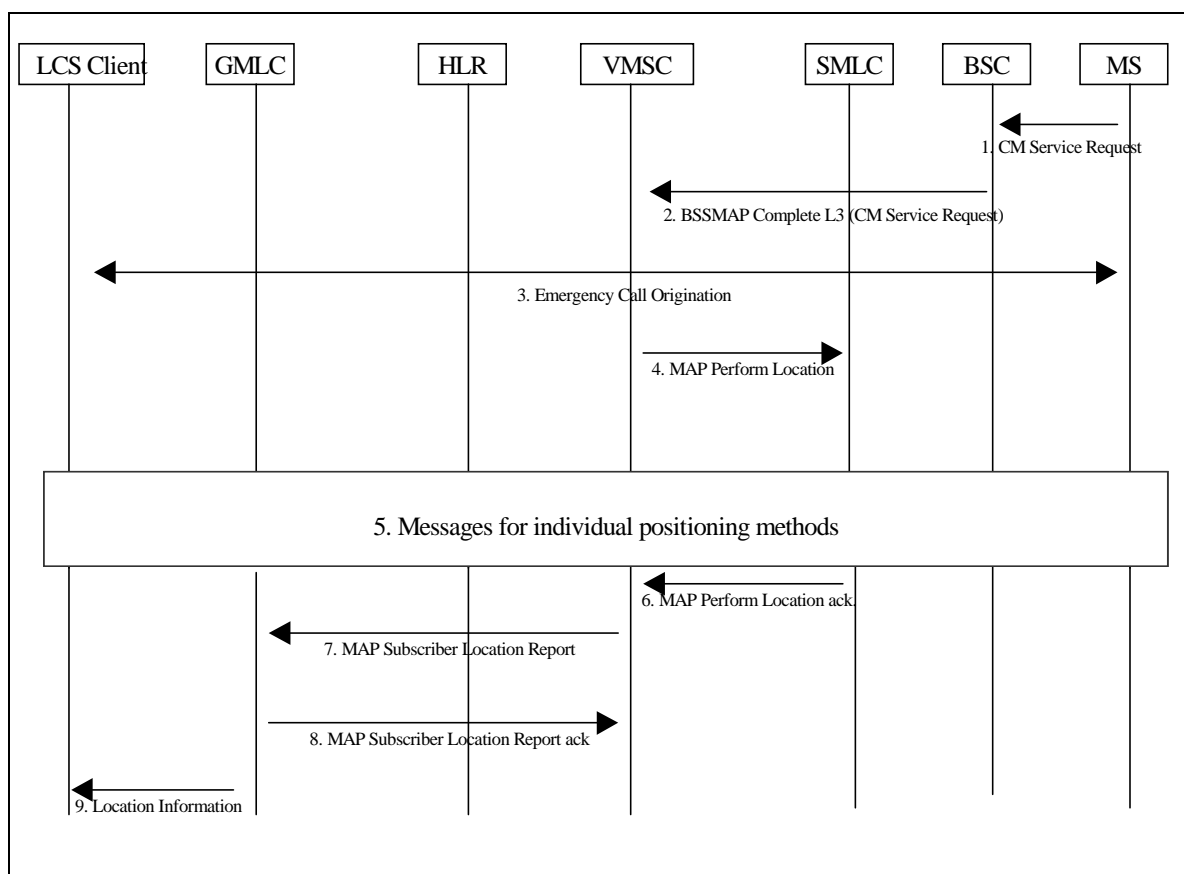 LCS Client GMLC HLR VMSC SMLC BSC MS
1. CM Service Request
2. BSSMAP Complete L3 (CM Service Request)
3. Emergency Call Origination
4. MAP Perform Location
5. Messages for individual positioning methods
6. MAP Perform Location ack.
7. MAP Subscriber Location Report
8. MAP Subscriber Location Report ack
9. Location Information